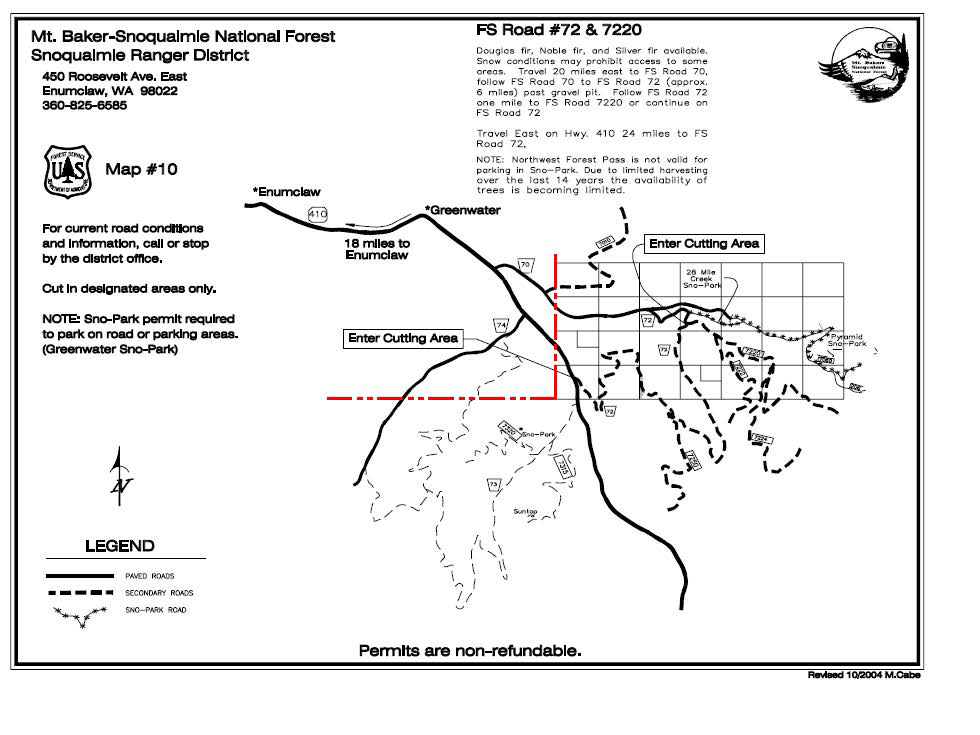 Mt. Baker-Snoqualmie National Forest
Snoqualmie Ranger District
450 Roosevelt Ave. East
Enumclaw, WA 98022
360-825-6585
FS Road #72 & 7220
Douglas fir, Noble fir, and Silver fir available.
Snow conditions may prohibit access to some
areas. Travel 20 miles east to FS Road 70,
follow FS Road 70 to FS Road 72 (approx.
6 miles) past gravel pit. Follow FS Road 72
one mile to FS Road 7220 or continue on
FS Road 72
Travel East on Hwy. 410 24 miles to FS
Road 72,
NOTE: Northwest Forest Pass is not valid for
parking in Sno-Park. Due to limited harvesting
over the last 14 years the availability of
trees is becoming limited.
Mt. Baker
Snoqualmie
National Forest
FOREST SERVICE
UAS
DEPARTMENT OF AGRICULTURE
Map #10
For current road conditions
and information, call or stop
by the district office.
Cut in designated areas only.
NOTE: Sno-Park permit required
to park on road or parking areas.
(Greenwater Sno-Park)
*Enumclaw
410
*Greenwater
18 miles to
Enumclaw
70
Enter Cutting Area
28 Mile
Creek
Sno-Park
74
72
Enter Cutting Area
72
7220
Pyramid
Sno-Park
72
7320
*Sno-Park
7315
73
Suntop
7250
7224
N
LEGEND
PAVED ROADS
SECONDARY ROADS
SNO-PARK ROAD
Permits are non-refundable.
Revised 10/2004 M.Cabe